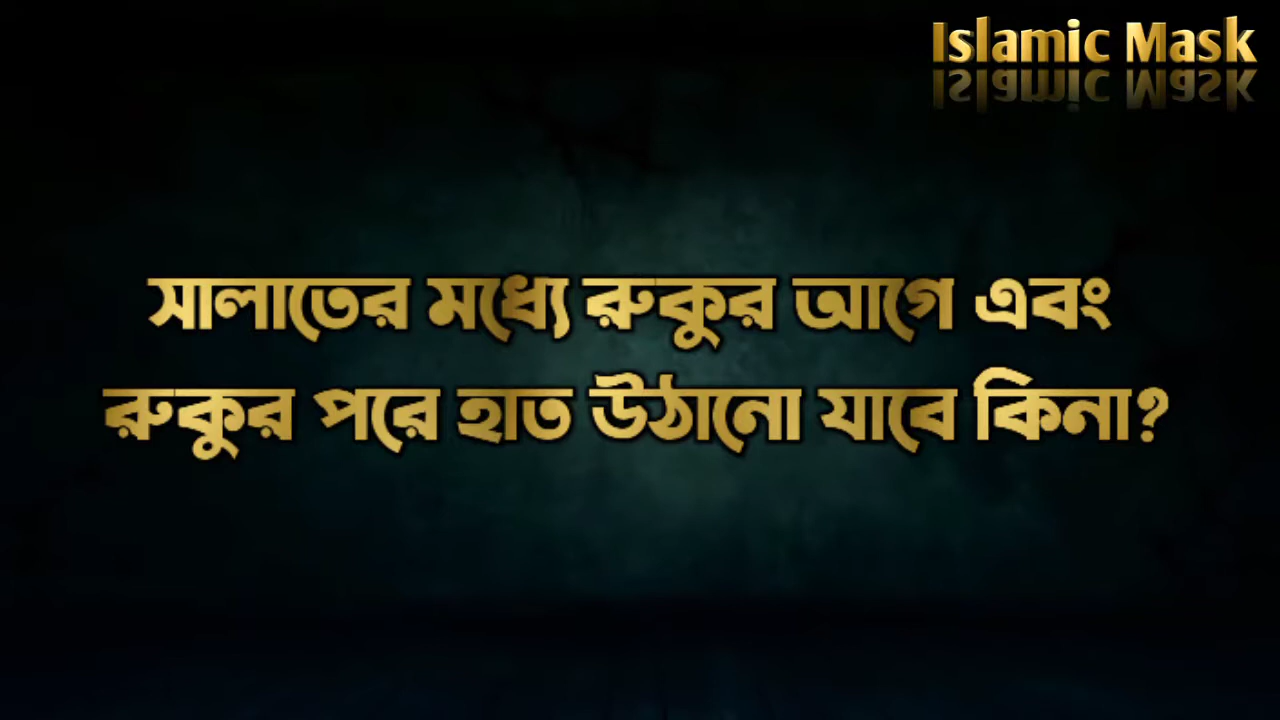 Islamic Mask
সালাতের মধ্যে রুকুর আগে এবং
রুকুর পরে হাত উঠানো যাবে কিনা?